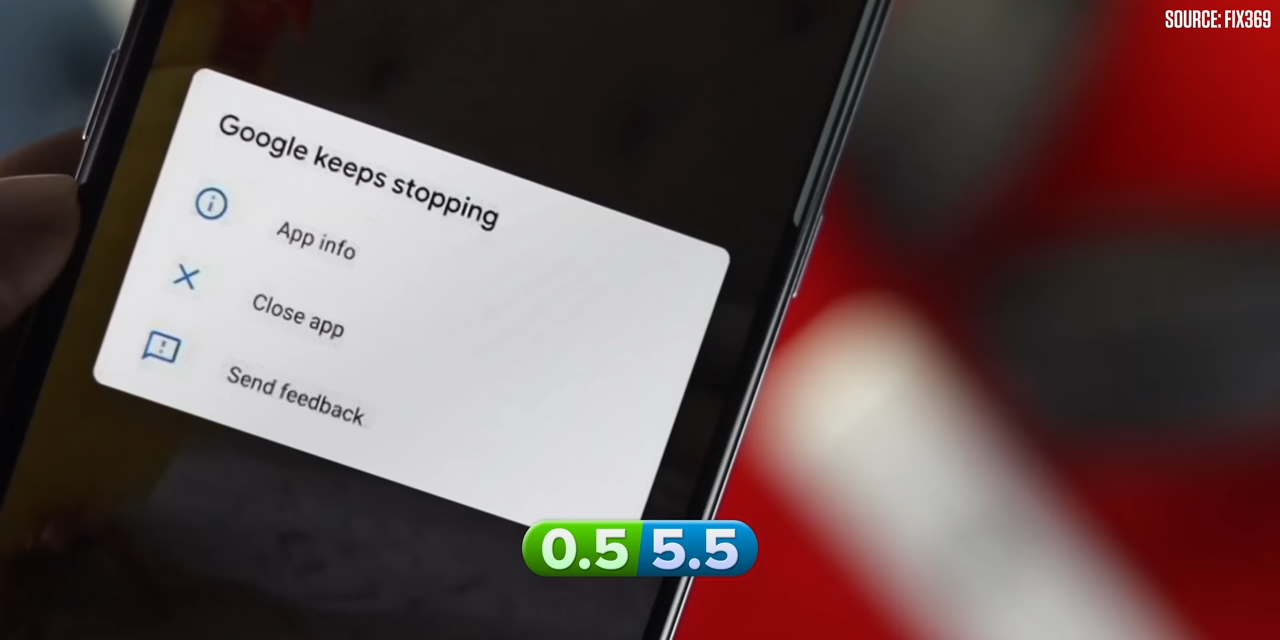 SOURCE: FIX369
Google keeps stopping
App info
Close app
Send feedback
0.5 5.5